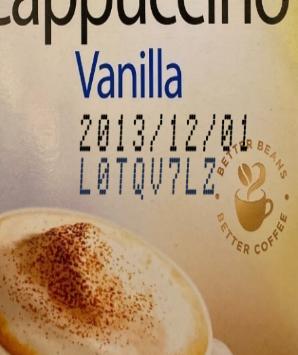 Cappuccino
Vanilla
2013/12/01
L0TQV7LZ
BETTER BEANS
BETTER COFFEE